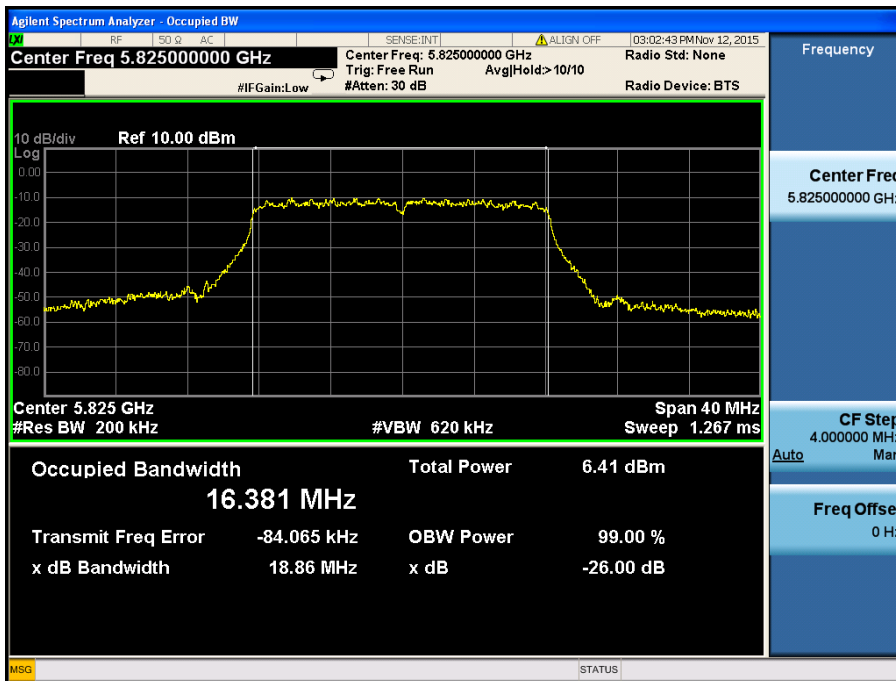 Agilent Spectrum Analyzer - Occupied BW
LXI RF 50 Ω AC SENSE:INT ALIGN OFF 03:02:43 PM Nov 12, 2015
Center Freq 5.825000000 GHz
Center Freq: 5.825000000 GHz Radio Std: None
Trig: Free Run Avg|Hold:> 10/10
#IFGain:Low #Atten: 30 dB Radio Device: BTS
10 dB/div Ref 10.00 dBm
Log
0.00
-10.0
-20.0
-30.0
-40.0
-50.0
-60.0
-70.0
-80.0
Center 5.825 GHz Span 40 MHz
#Res BW 200 kHz #VBW 620 kHz Sweep 1.267 ms
Occupied Bandwidth Total Power 6.41 dBm
16.381 MHz
Transmit Freq Error -84.065 kHz OBW Power 99.00 %
x dB Bandwidth 18.86 MHz x dB -26.00 dB
MSG STATUS
Frequency
Center Freq
5.825000000 GHz
CF Step
4.000000 MHz
Auto Man
Freq Offse
0 Hz